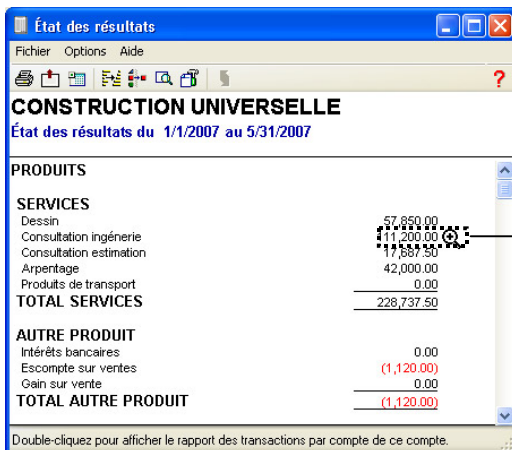 État des résultats
Fichier Options Aide
?
CONSTRUCTION UNIVERSELLE
État des résultats du 1/1/2007 au 5/31/2007
PRODUITS
SERVICES
Dessin 57,850.00
Consultation ingénerie 111,200.00
Consultation estimation 17,687.50
Arpentage 42,000.00
Produits de transport 0.00
TOTAL SERVICES 228,737.50
AUTRE PRODUIT
Intérêts bancaires 0.00
Escompte sur ventes (1,120.00)
Gain sur vente 0.00
TOTAL AUTRE PRODUIT (1,120.00)
Double-cliquez pour afficher le rapport des transactions par compte de ce compte.